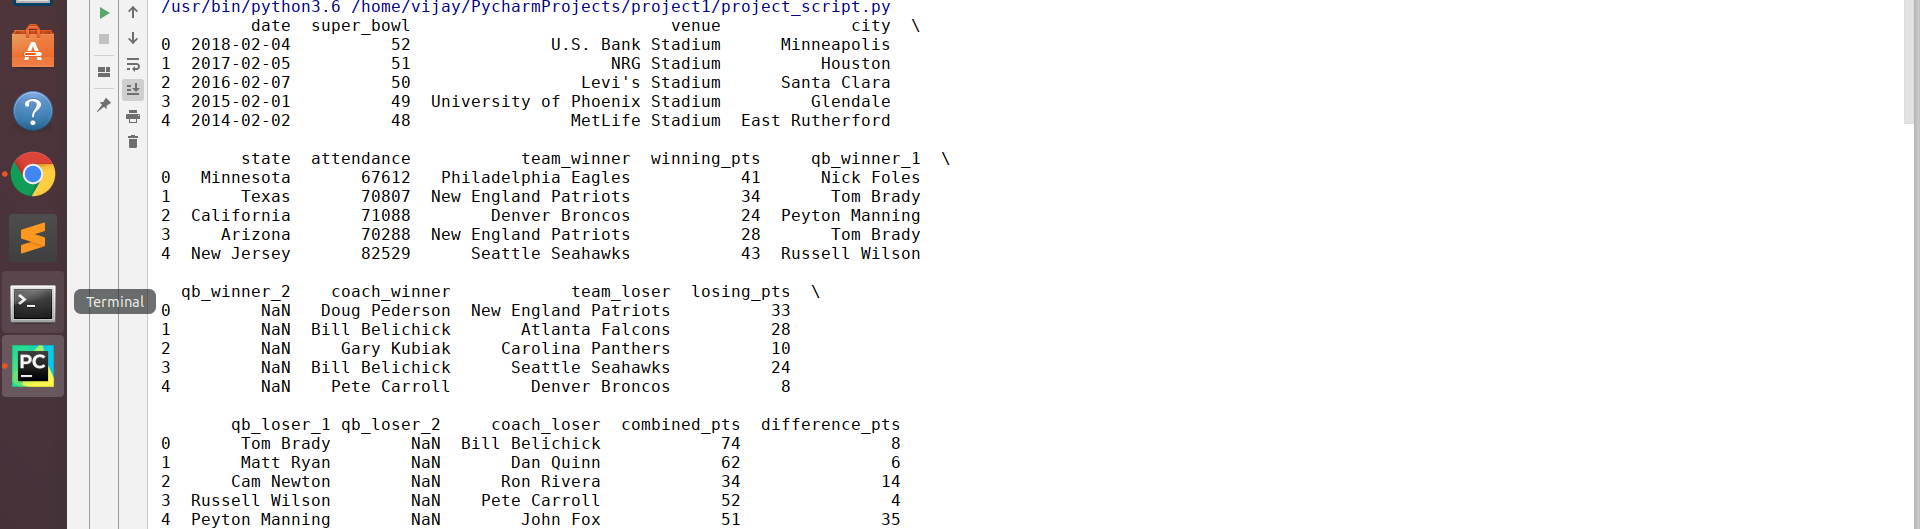 /usr/bin/python3.6 /home/vijay/PycharmProjects/project1/project_script.py
date super_bowl venue city \
0 2018-02-04 52 U.S. Bank Stadium Minneapolis
1 2017-02-05 51 NRG Stadium Houston
2 2016-02-07 50 Levi's Stadium Santa Clara
3 2015-02-01 49 University of Phoenix Stadium Glendale
4 2014-02-02 48 MetLife Stadium East Rutherford
state attendance team_winner winning_pts qb_winner_1 \
0 Minnesota 67612 Philadelphia Eagles 41 Nick Foles
1 Texas 70807 New England Patriots 34 Tom Brady
2 California 71088 Denver Broncos 24 Peyton Manning
3 Arizona 70288 New England Patriots 28 Tom Brady
4 New Jersey 82529 Seattle Seahawks 43 Russell Wilson
Terminal
qb_winner_2 coach_winner team_loser losing_pts \
0 NaN Doug Pederson New England Patriots 33
1 NaN Bill Belichick Atlanta Falcons 28
2 NaN Gary Kubiak Carolina Panthers 10
3 NaN Bill Belichick Seattle Seahawks 24
4 NaN Pete Carroll Denver Broncos 8
PC
qb_loser_1 qb_loser_2 coach_loser combined_pts difference_pts
0 Tom Brady NaN Bill Belichick 74 8
1 Matt Ryan NaN Dan Quinn 62 6
2 Cam Newton NaN Ron Rivera 34 14
3 Russell Wilson NaN Pete Carroll 52 4
4 Peyton Manning NaN John Fox 51 35